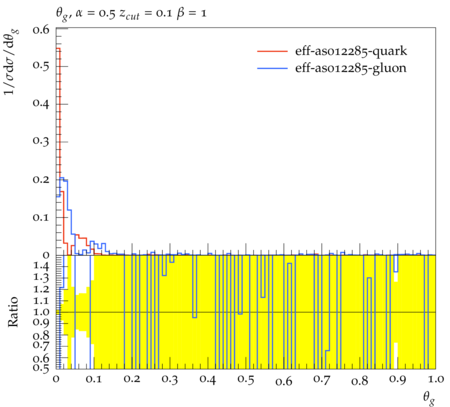 θg, α = 0.5 zcut = 0.1 β = 1
1/σdσ/dθg
0.6
0.5
0.4
0.3
0.2
0.1
0
eff-as012285-quark
eff-as012285-gluon
Ratio
1.4
1.3
1.2
1.1
1.0
0.9
0.8
0.7
0.6
0.5
0 0.1 0.2 0.3 0.4 0.5 0.6 0.7 0.8 0.9 1.0
θg